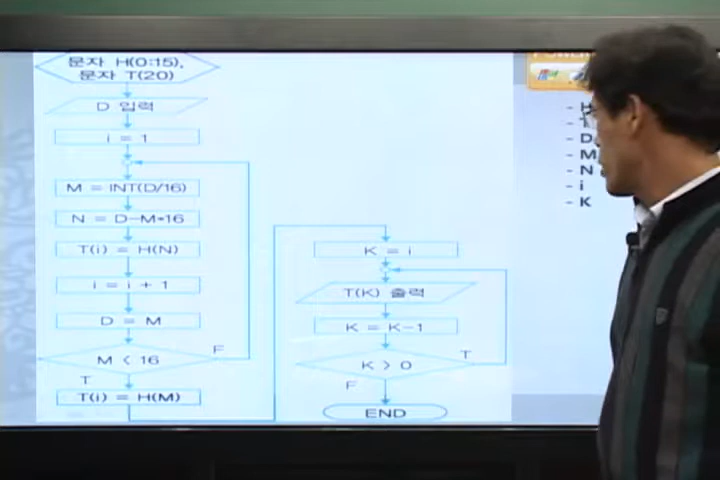 문자 H(0:15),
문자 T(20)
D 입력
i = 1
M = INT(D/16)
N = D-M*16
T(i) = H(N)
i = i + 1
D = M
M < 16
F
T
T(i) = H(M)
K = i
T(K) 출력
K = K-1
K > 0
T
F
END
- H
- T
- D
- M
- N
- i
- K